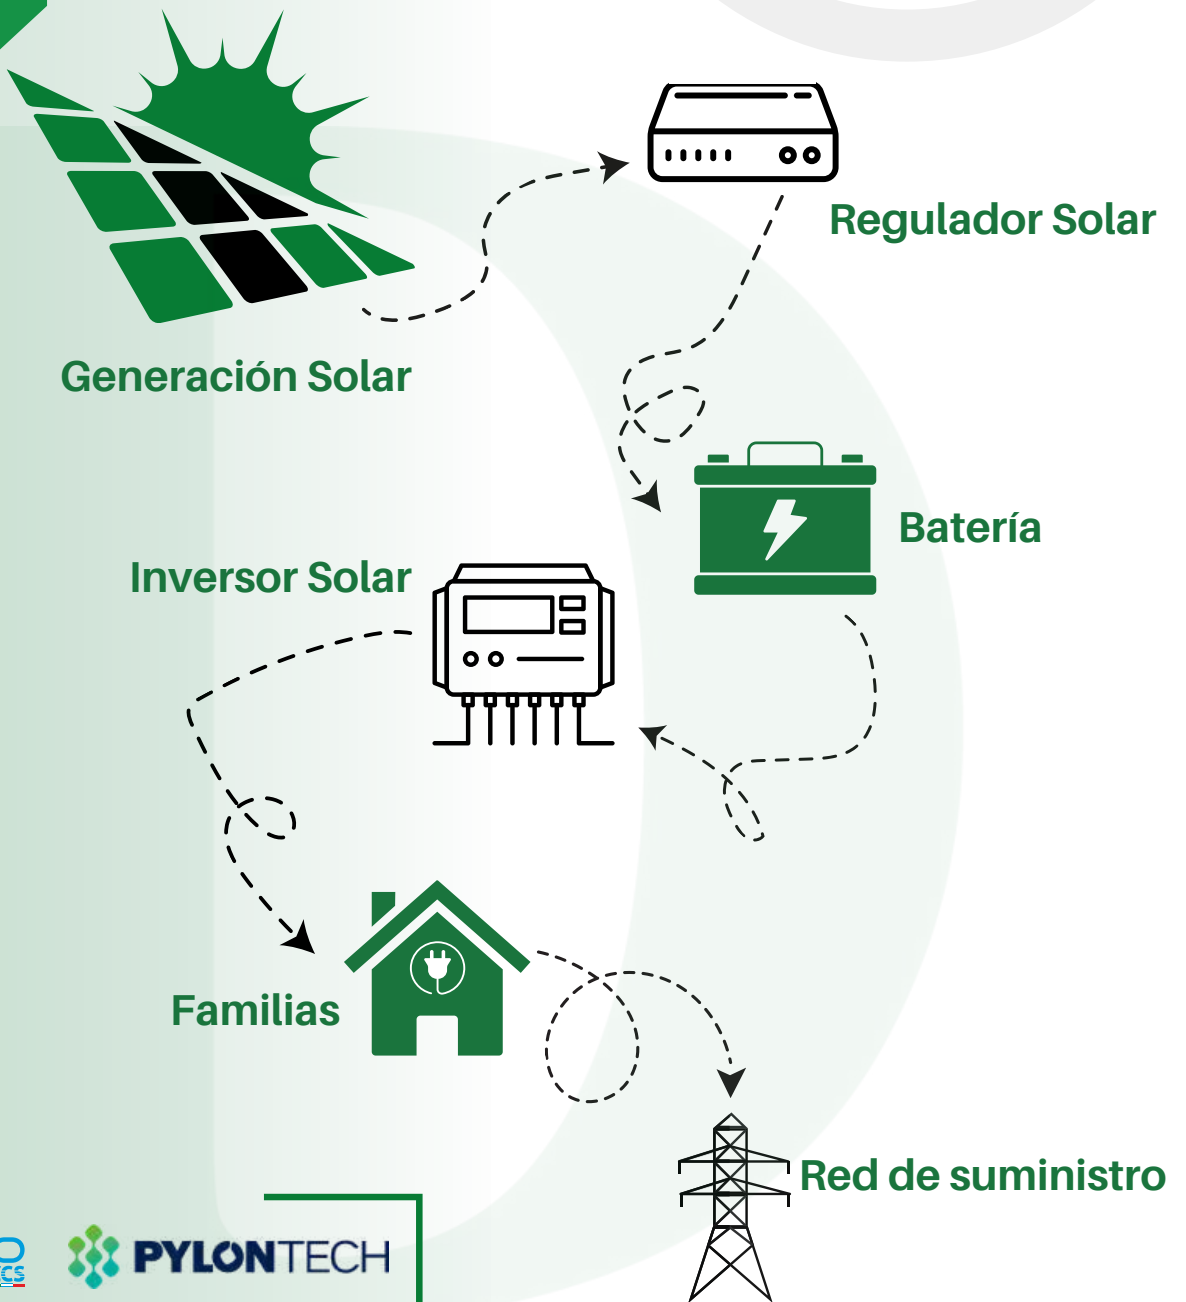 Regulador Solar
Generación Solar
Batería
Inversor Solar
Familias
Red de suministro
PYLONTECH